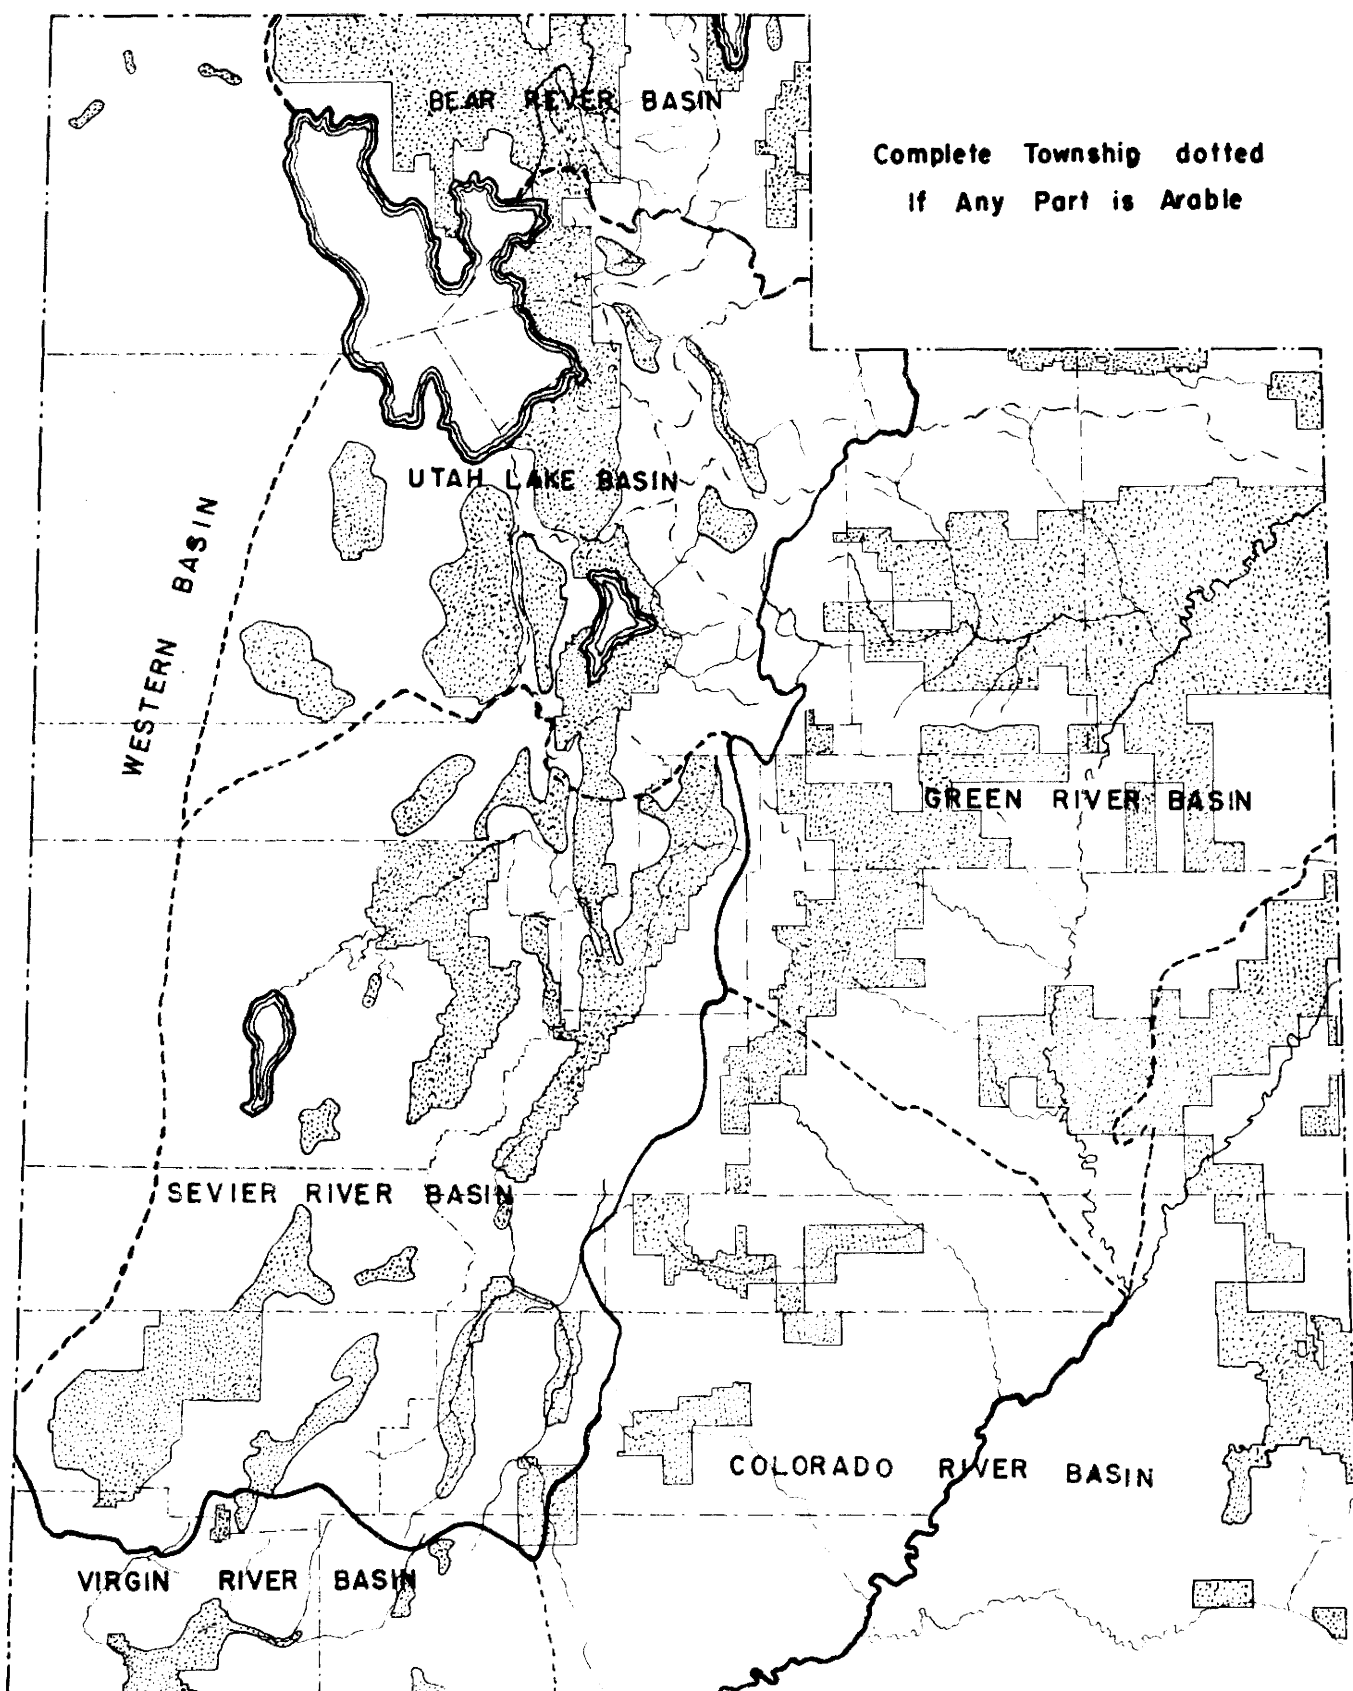 BEAR RIVER BASIN
Complete Township dotted
If Any Part is Arable
UTAH LAKE BASIN
WESTERN BASIN
GREEN RIVER BASIN
SEVIER RIVER BASIN
COLORADO RIVER BASIN
VIRGIN RIVER BASIN